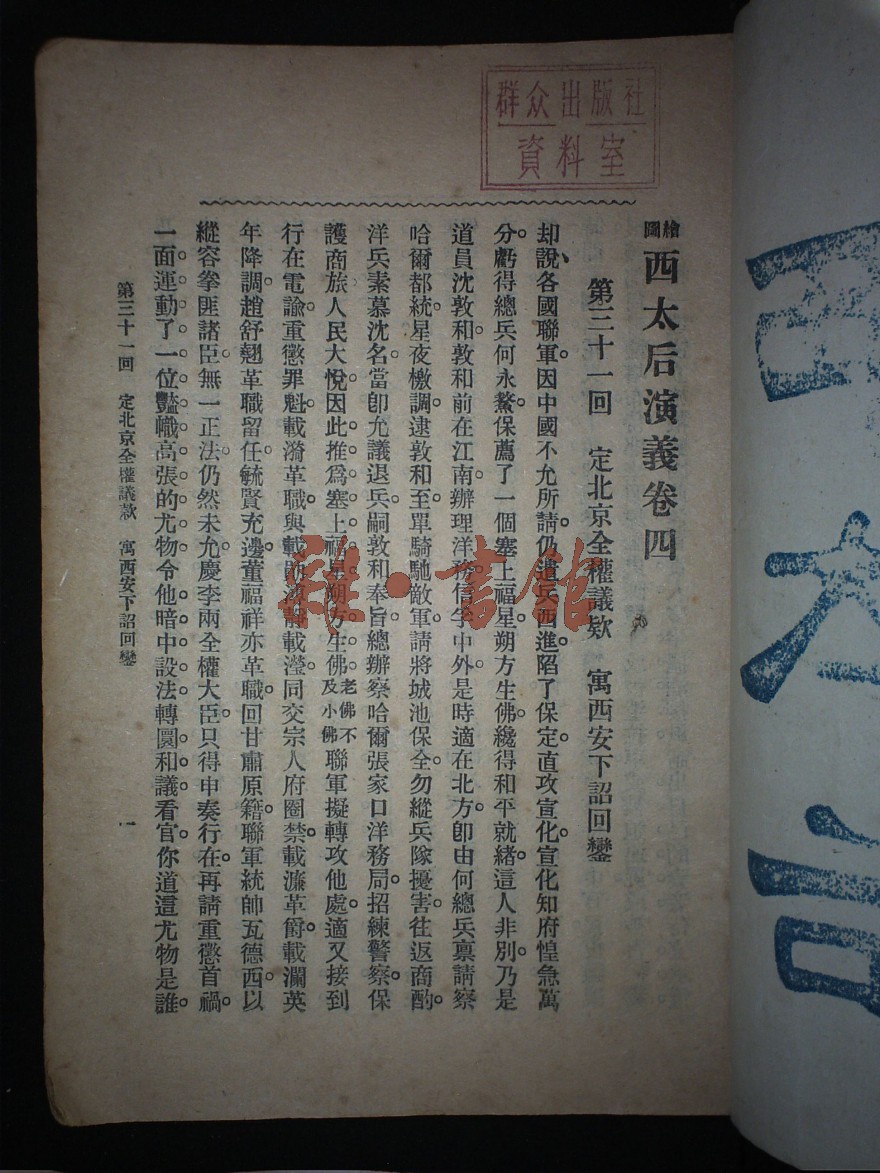 群众出版社
資料室
繪圖 西太后演義卷四
第三十一回 定北京全權議欵 寓西安下詔回鑾
却說各國聯軍。因中國不允所請。仍遣兵西進。陷了保定。直攻宣化。宣化知府惶急萬
分。虧得總兵何永鰲。保薦了一個塞上福星。朔方生佛。纔得和平就緒。這人非別。乃是
道員沈敦和。敦和前在江南辦理洋務。信孚中外。是時適在北方。卽由何總兵稟請察
哈爾都統。星夜檄調。逮敦和至。單騎馳敵軍。請將城池保全。勿縱兵隊擾害。往返商酌。
洋兵素慕沈名。當卽允議退兵。嗣敦和奉旨總辦察哈爾張家口洋務局。招練警察。保
護商旅。人民大悅。因此推爲塞上福星。朔方生佛。老佛不及小佛聯軍擬轉攻他處。適又接到
行在電諭。重懲罪魁。載漪革職。與載勛溥靜載瀅同交宗人府圈禁。載濂革爵。載瀾英
年降調。趙舒翹革職留任。毓賢充邊。董福祥亦革職回甘肅原籍。聯軍統帥瓦德西。以
縱容拳匪諸臣。無一正法。仍然未允。慶李兩全權大臣。只得申奏行在。再請重懲首禍。
一面運動了一位豔幟高張的尤物。令他暗中設法。轉圜和議。看官你道這尤物是誰。
第三十一回 定北京全權議款 寓西安下詔回鑾
一
雜·書館